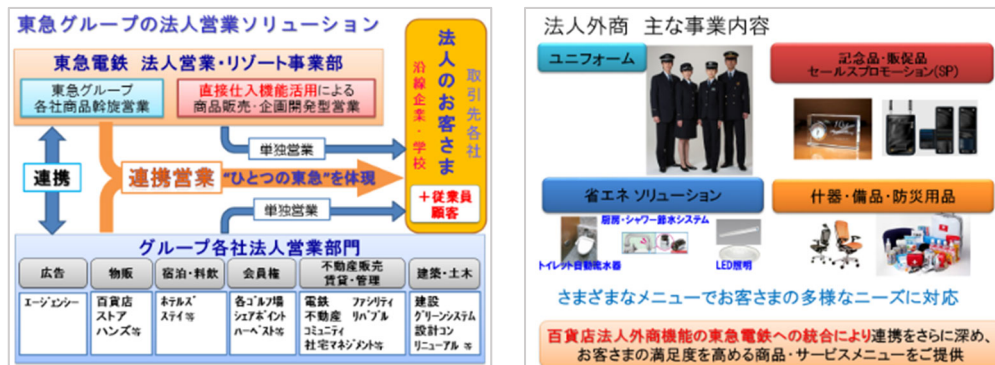 東急グループの法人営業ソリューション
東急電鉄 法人営業・リゾート事業部
東急グループ
各社商品斡旋営業
直接仕入機能活用による
商品販売・企画開発型営業
法人のお客さま
取引先各社
沿線企業・学校
+従業員
顧客
連携
単独営業
連携営業
“ひとつの東急”を体現
単独営業
グループ各社法人営業部門
広告
物販
宿泊・料飲
会員権
不動産販売
賃貸・管理
建築・土木
エージェンシー
百貨店
ストア
ハンズ等
ホテルズ
ステイ等
各ゴルフ場
シェアポイント
ハーベスト等
電鉄 ファシリティ
不動産 リバブル
コミュニティ
社宅マネジメント等
建設
グリーンシステム
設計コン
リニューアル 等
法人外商 主な事業内容
ユニフォーム
記念品・販促品
セールスプロモーション(SP)
省エネ ソリューション
厨房・シャワー節水システム
トイレット自動流水器
LED照明
什器・備品・防災用品
さまざまなメニューでお客さまの多様なニーズに対応
百貨店法人外商機能の東急電鉄への統合により連携をさらに深め、
お客さまの満足度を高める商品・サービスメニューをご提供